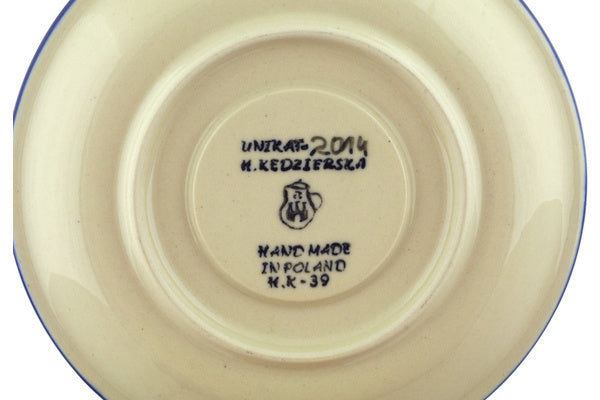 UNIKAT-2014
H.KEDZIERSKA
HAND MADE
IN POLAND
H.K-39